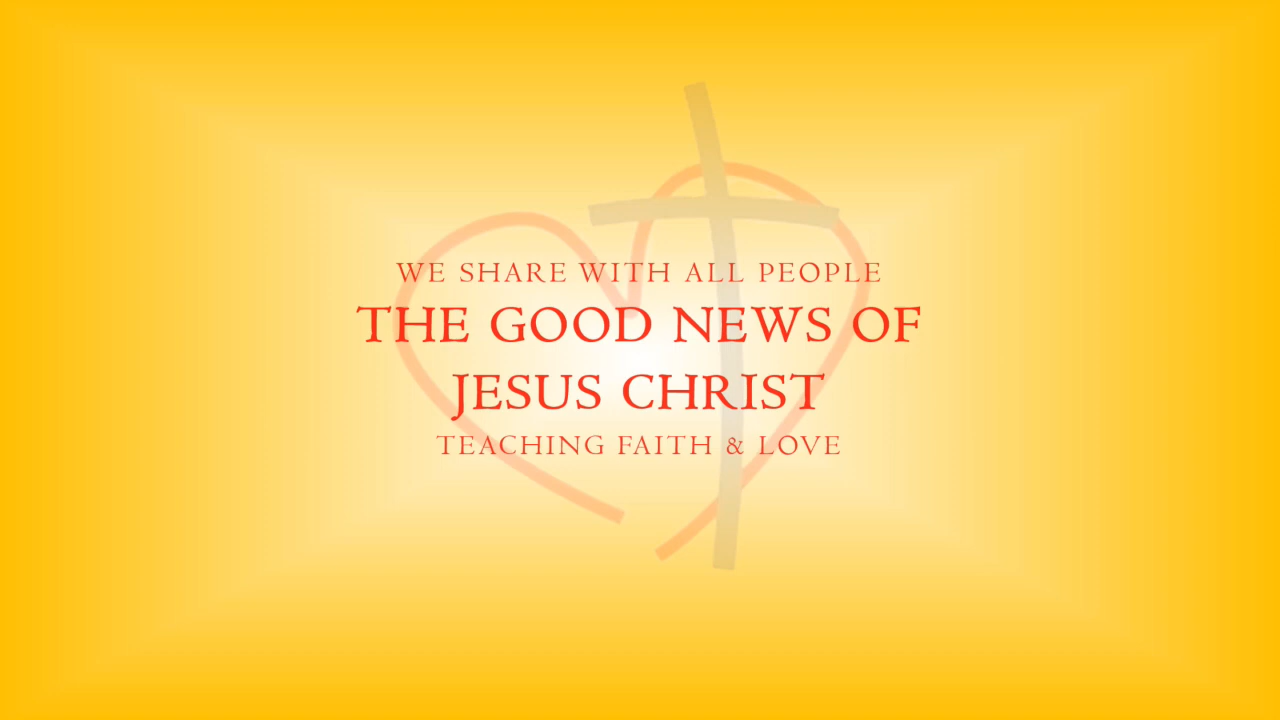 WE SHARE WITH ALL PEOPLE
THE GOOD NEWS OF
JESUS CHRIST
TEACHING FAITH & LOVE